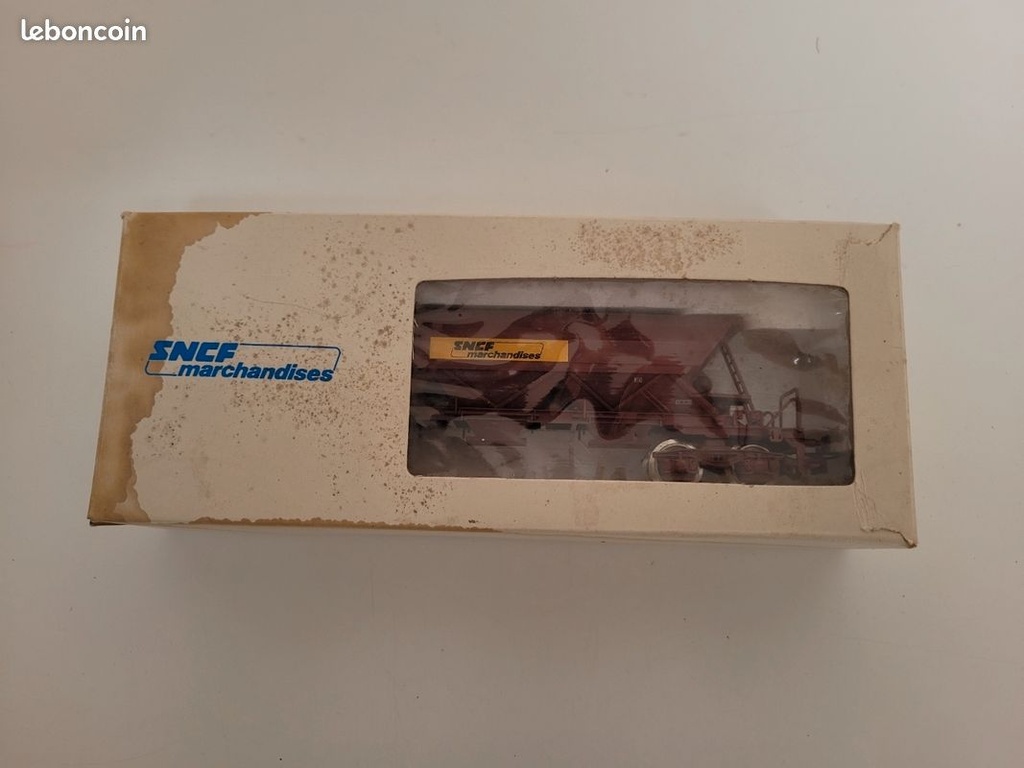 leboncoin
SNCF
marchandises
SNCF
marchandises